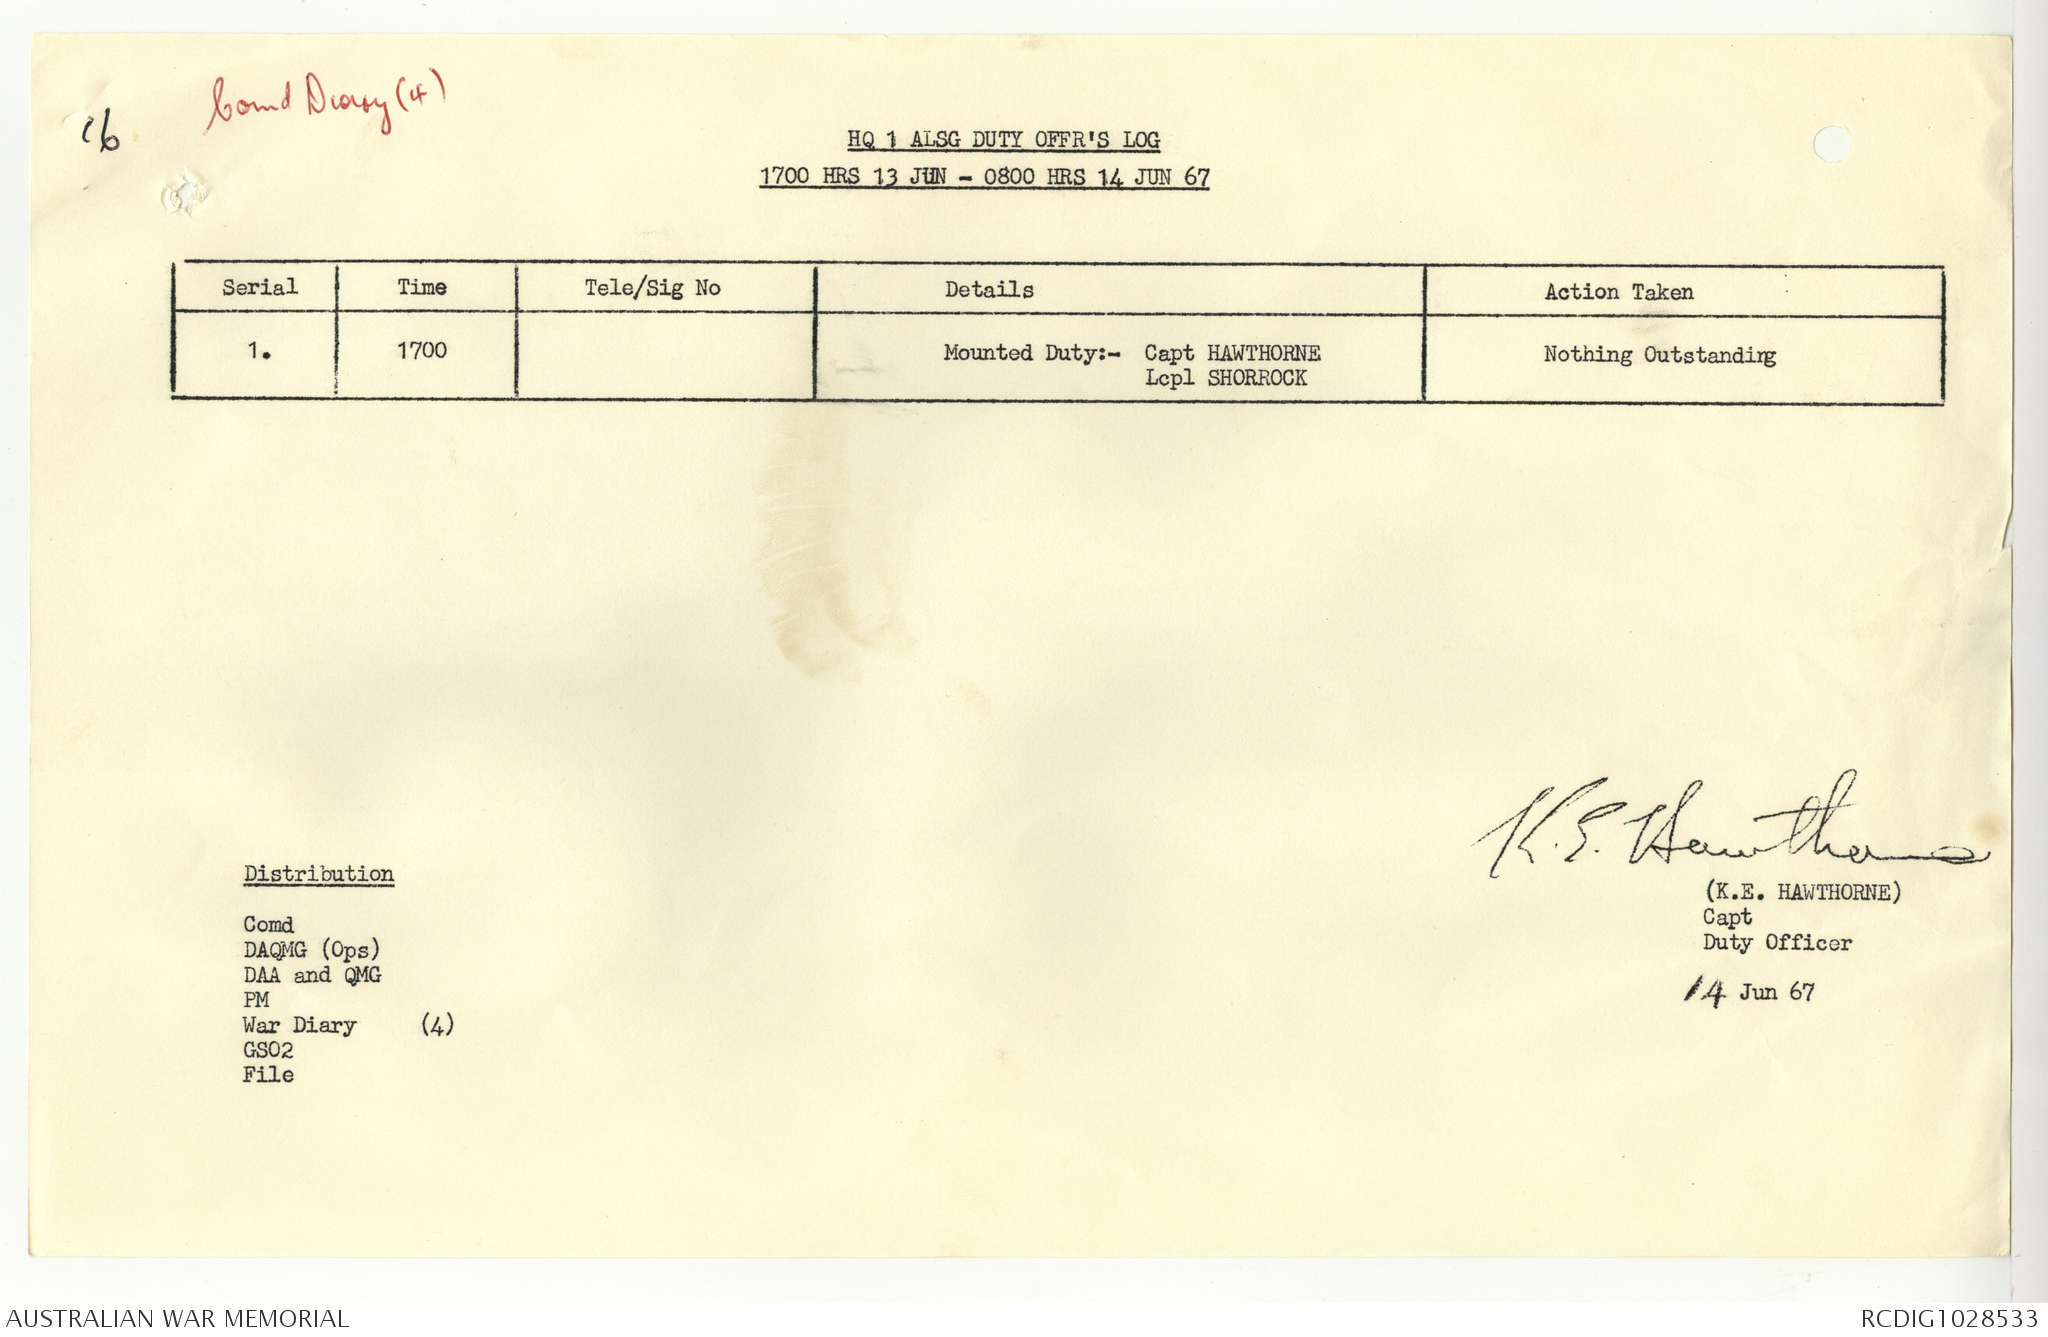 16
Comd Diary (4)
HQ 1 ALSG DUTY OFFR'S LOG
1700 HRS 13 JUN - 0800 HRS 14 JUN 67
Serial Time Tele/Sig No Details Action Taken
1. 1700 Mounted Duty:- Capt HAWTHORNE Nothing Outstanding
Lcpl SHORROCK
K.E. Hawthorne
(K.E. HAWTHORNE)
Capt
Duty Officer
14 Jun 67
Distribution
Comd
DAQMG (Ops)
DAA and QMG
PM
War Diary (4)
GSO2
File
AUSTRALIAN WAR MEMORIAL
RCDIG1028533